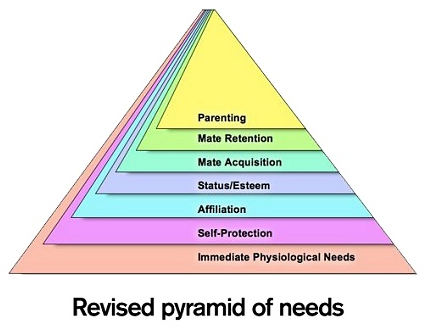 Parenting
Mate Retention
Mate Acquisition
Status/Esteem
Affiliation
Self-Protection
Immediate Physiological Needs
Revised pyramid of needs